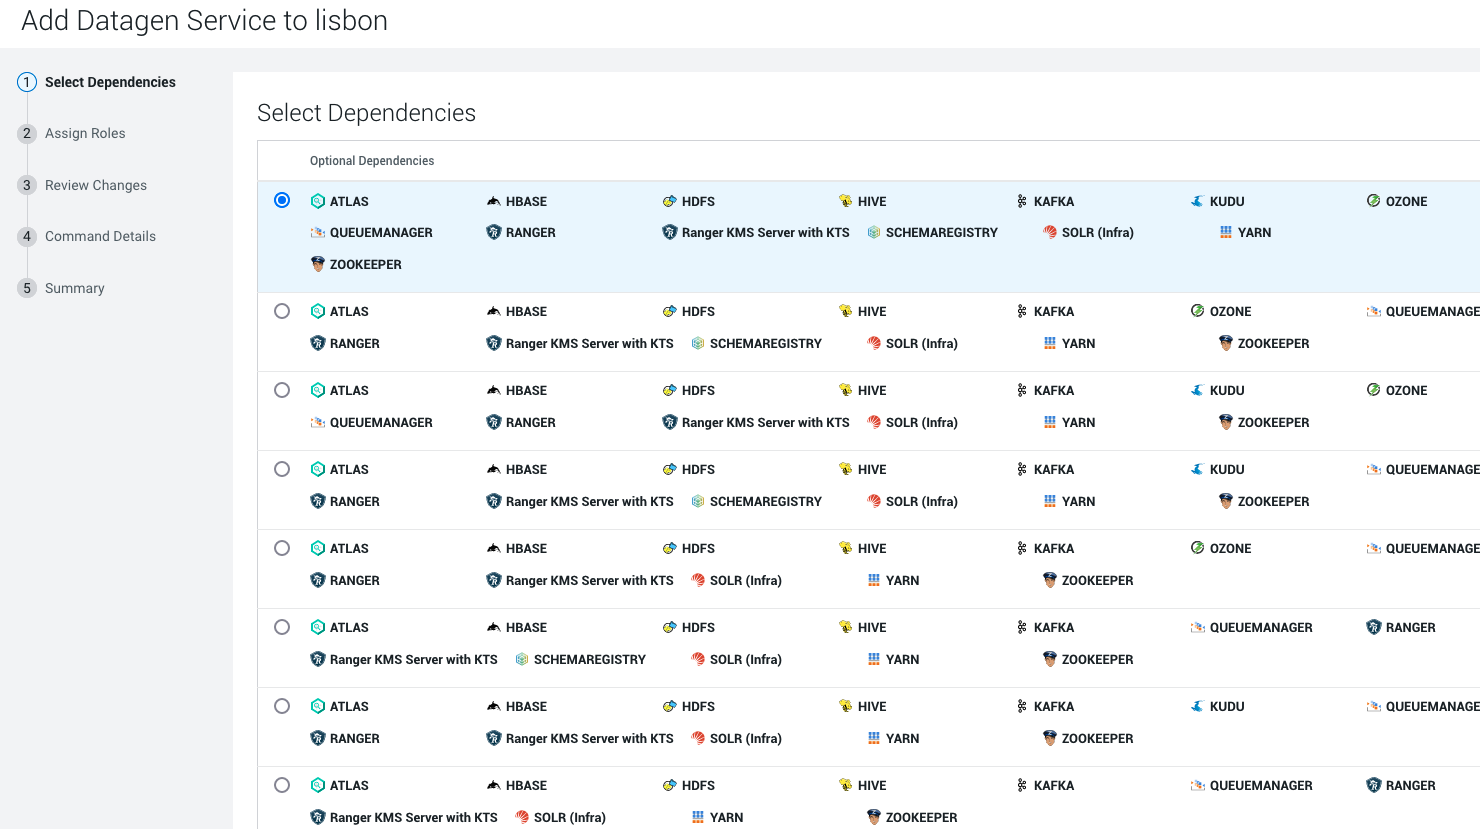 Add Datagen Service to lisbon
1 Select Dependencies
2 Assign Roles
3 Review Changes
4 Command Details
5 Summary
Select Dependencies
Optional Dependencies
ATLAS HBASE HDFS HIVE KAFKA KUDU OZONE
QUEUEMANAGER RANGER Ranger KMS Server with KTS SCHEMAREGISTRY SOLR (Infra) YARN
ZOOKEEPER
ATLAS HBASE HDFS HIVE KAFKA OZONE QUEUEMANAGE
RANGER Ranger KMS Server with KTS SCHEMAREGISTRY SOLR (Infra) YARN ZOOKEEPER
ATLAS HBASE HDFS HIVE KAFKA KUDU OZONE
QUEUEMANAGER RANGER Ranger KMS Server with KTS SOLR (Infra) YARN ZOOKEEPER
ATLAS HBASE HDFS HIVE KAFKA KUDU QUEUEMANAGE
RANGER Ranger KMS Server with KTS SCHEMAREGISTRY SOLR (Infra) YARN ZOOKEEPER
ATLAS HBASE HDFS HIVE KAFKA OZONE QUEUEMANAGE
RANGER Ranger KMS Server with KTS SOLR (Infra) YARN ZOOKEEPER
ATLAS HBASE HDFS HIVE KAFKA QUEUEMANAGER RANGER
Ranger KMS Server with KTS SCHEMAREGISTRY SOLR (Infra) YARN ZOOKEEPER
ATLAS HBASE HDFS HIVE KAFKA KUDU QUEUEMANAGE
RANGER Ranger KMS Server with KTS SOLR (Infra) YARN ZOOKEEPER
ATLAS HBASE HDFS HIVE KAFKA QUEUEMANAGER RANGER
Ranger KMS Server with KTS SOLR (Infra) YARN ZOOKEEPER